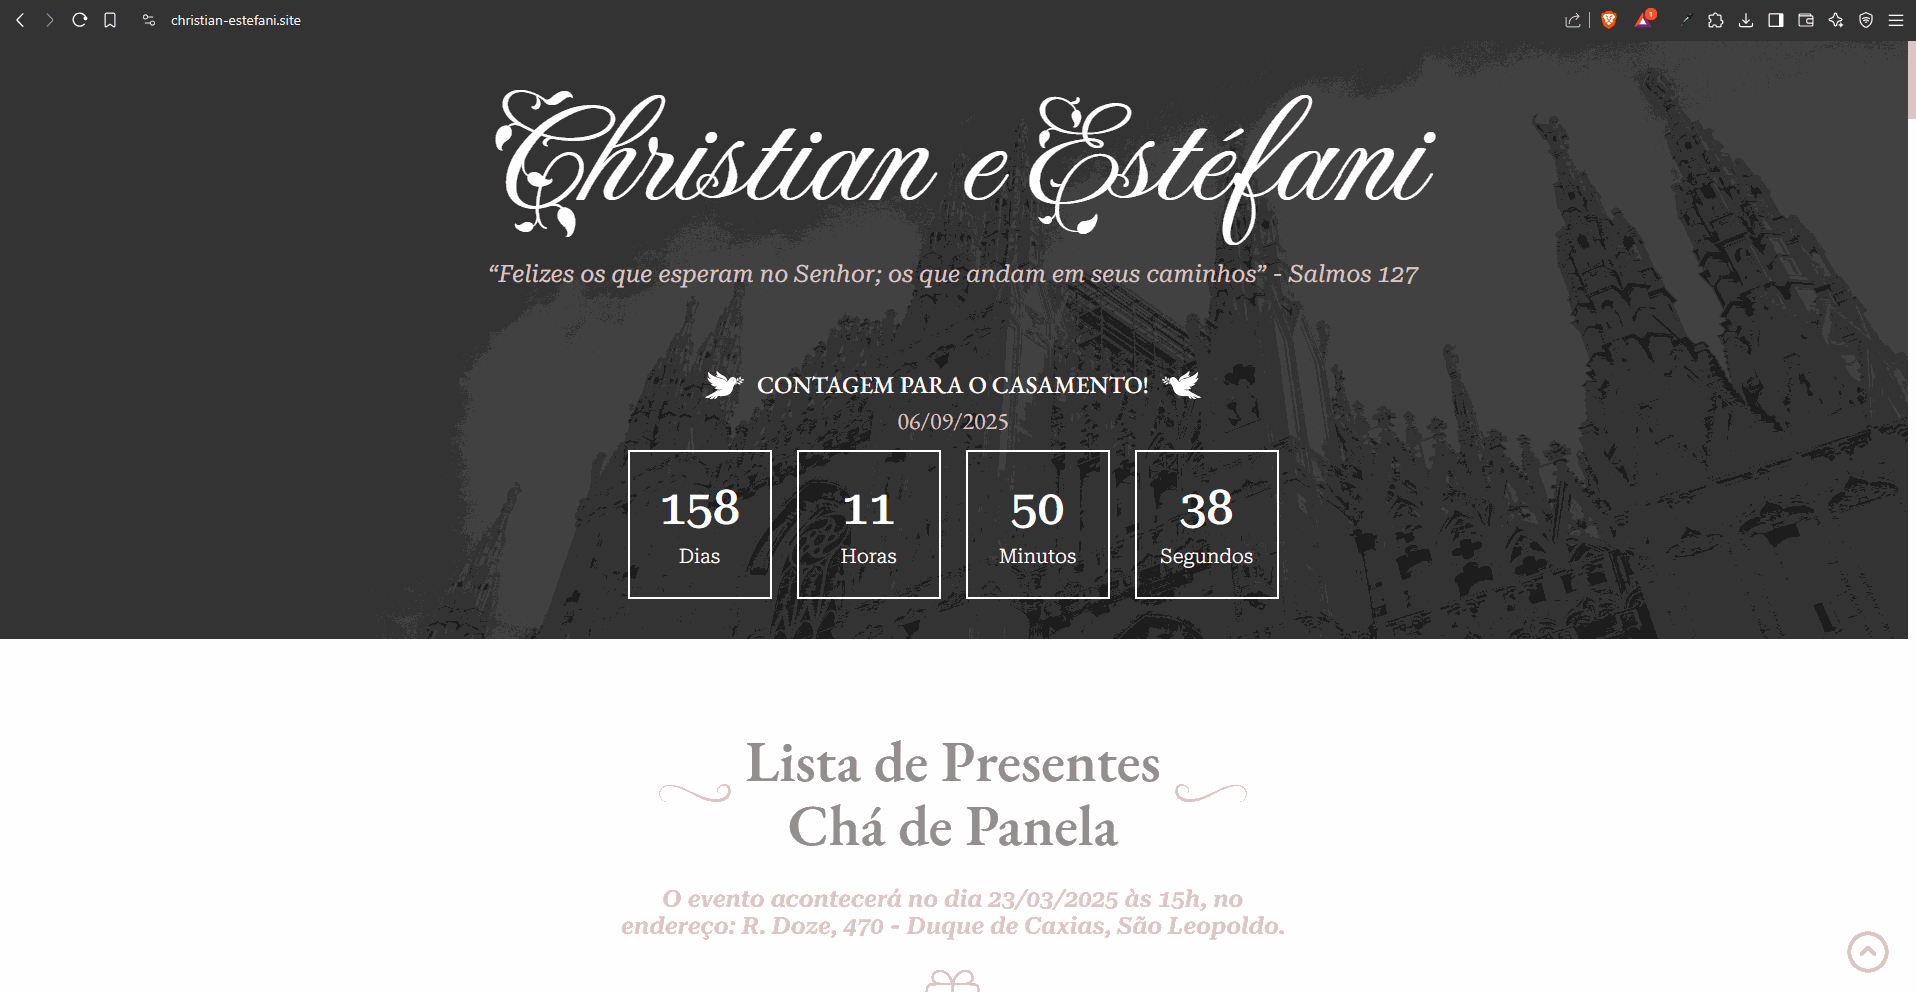 christian-estefani.site
1
Christian e Estéfani
“Felizes os que esperam no Senhor; os que andam em seus caminhos” - Salmos 127
CONTAGEM PARA O CASAMENTO!
06/09/2025
158 11 50 38
Dias Horas Minutos Segundos
Lista de Presentes
Chá de Panela
O evento acontecerá no dia 23/03/2025 às 15h, no
endereço: R. Doze, 470 - Duque de Caxias, São Leopoldo.